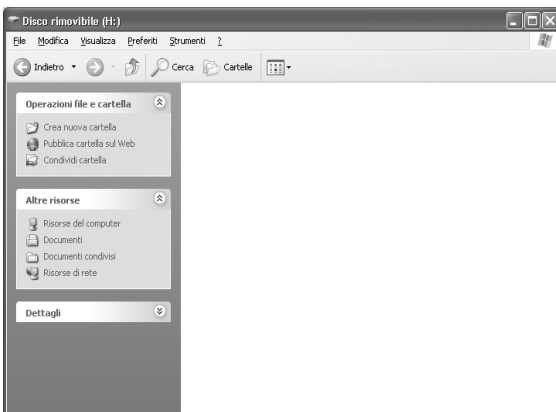 Disco rimovibile (H:)
File Modifica Visualizza Preferiti Strumenti ?
Indietro Cerca Cartelle
Operazioni file e cartella
Crea nuova cartella
Pubblica cartella sul Web
Condividi cartella
Altre risorse
Risorse del computer
Documenti
Documenti condivisi
Risorse di rete
Dettagli